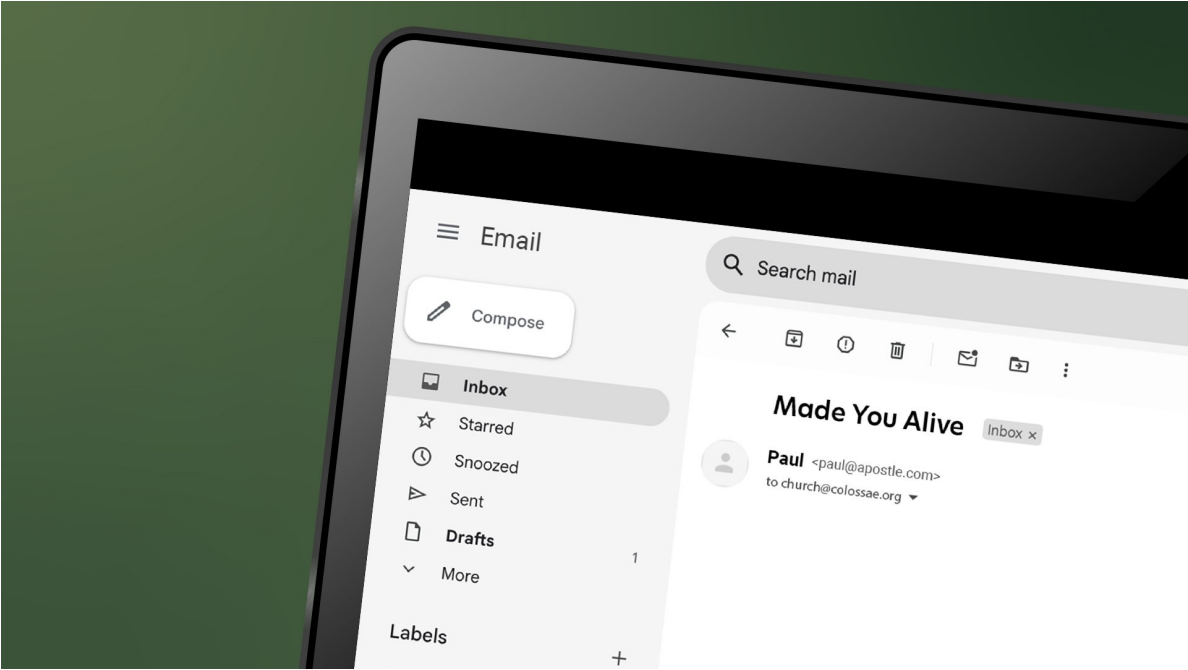 Email
Search mail
Compose
Inbox
Starred
Snoozed
Sent
Drafts 1
More
Labels
Made You Alive Inbox ×
Paul <paul@apostle.com>
to church@colossae.org